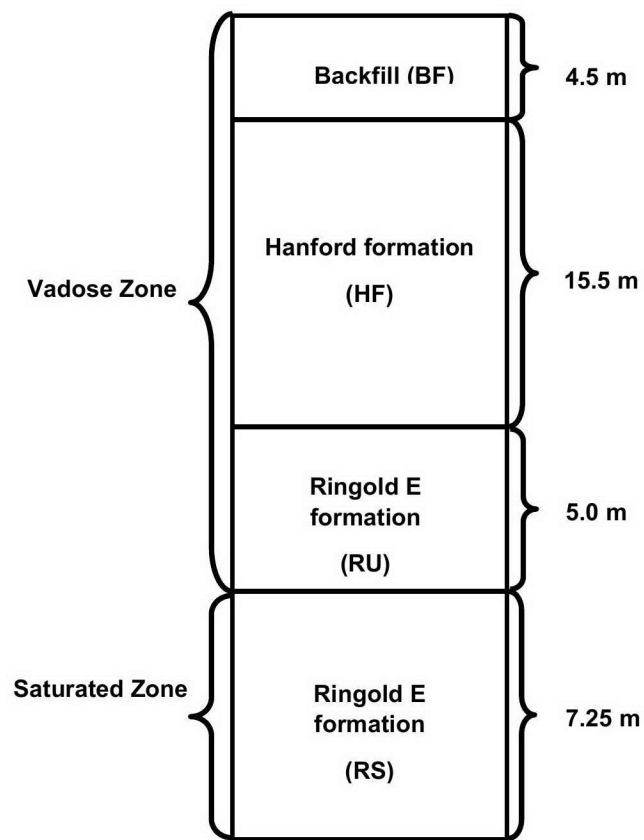 Backfill (BF)
4.5 m
Hanford formation
(HF)
15.5 m
Vadose Zone
Ringold E
formation
(RU)
5.0 m
Saturated Zone
Ringold E
formation
(RS)
7.25 m